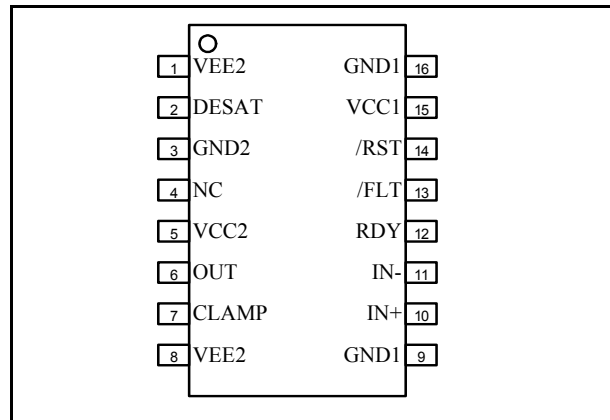 1 VEE2 GND1 16
2 DESAT VCC1 15
3 GND2 /RST 14
4 NC /FLT 13
5 VCC2 RDY 12
6 OUT IN- 11
7 CLAMP IN+ 10
8 VEE2 GND1 9